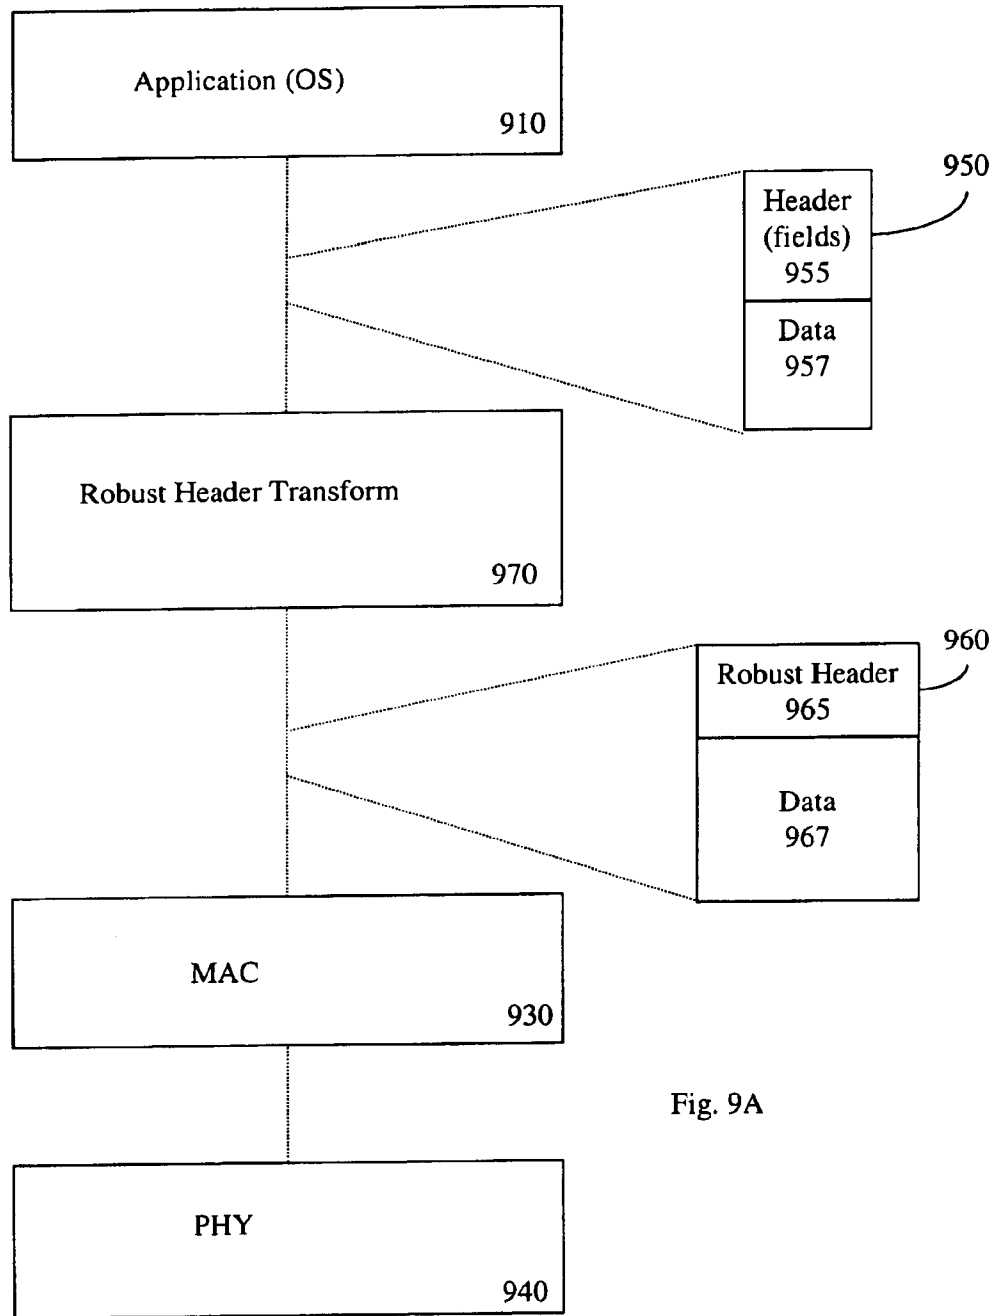 Application (OS)
910
950
Header
(fields)
955
Data
957
Robust Header Transform
970
960
Robust Header
965
Data
967
MAC
930
Fig. 9A
PHY
940